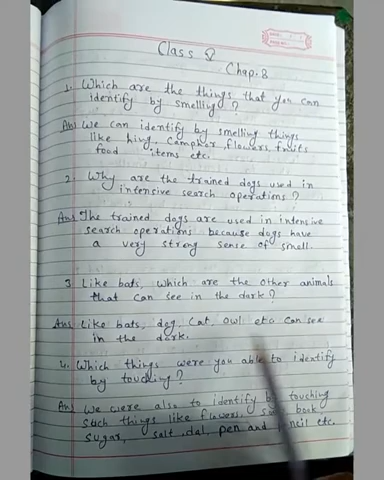 Class V
Chap. 8
1. Which are the things that you can
identify by smelling?
Ans We can identify by smelling things
like hing, Camphor, flowers, fruits
food items etc.
2. Why are the trained dogs used in
intensive search operations?
Ans The trained dogs are used in intensive
search operations because dogs have
a very strong sense of smell.
3 Like bats, which are the other animals
that can see in the dark?
Ans Like bats, dog, Cat, owl etc can see
in the dark.
4. Which things were you able to identify
by touching?
Ans We were also to identify by touching
such things like flowers, book
sugar, salt, dal, pen and pencil etc.